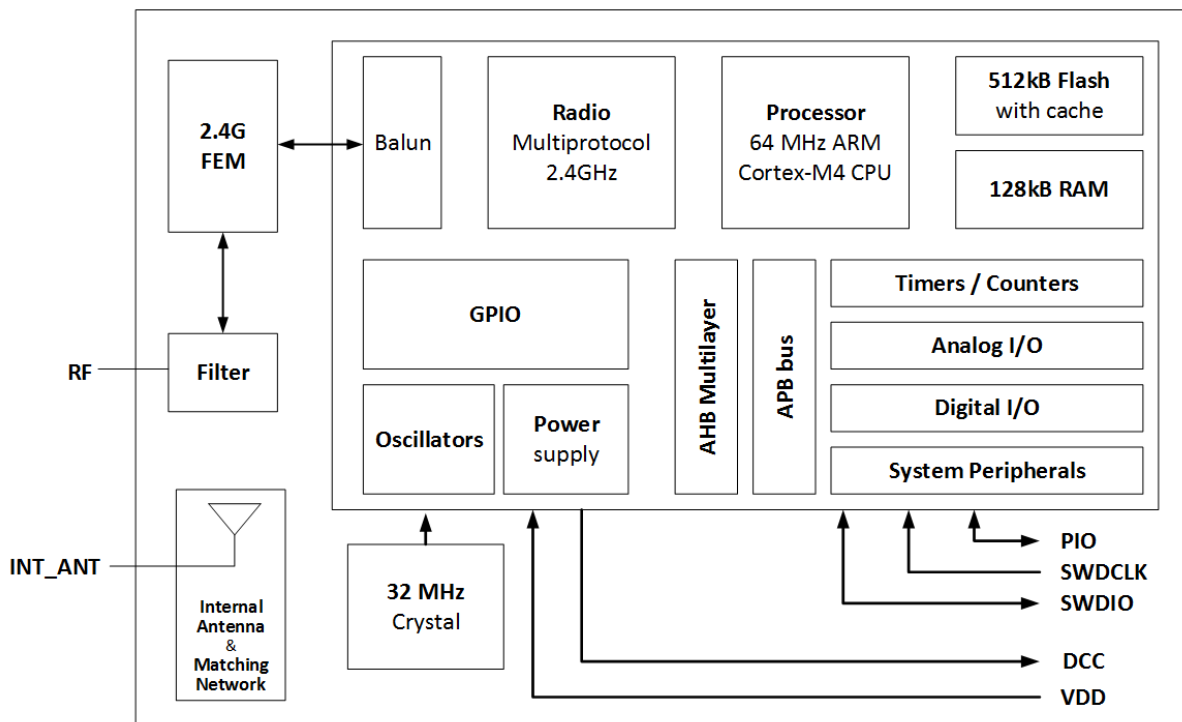 2.4G
FEM
Balun
Radio
Multiprotocol
2.4GHz
Processor
64 MHz ARM
Cortex-M4 CPU
512kB Flash
with cache
128kB RAM
GPIO
AHB Multilayer
APB bus
Timers / Counters
Analog I/O
Digital I/O
System Peripherals
RF
Filter
Oscillators
Power
supply
INT_ANT
Internal
Antenna
&
Matching
Network
32 MHz
Crystal
PIO
SWDCLK
SWDIO
DCC
VDD